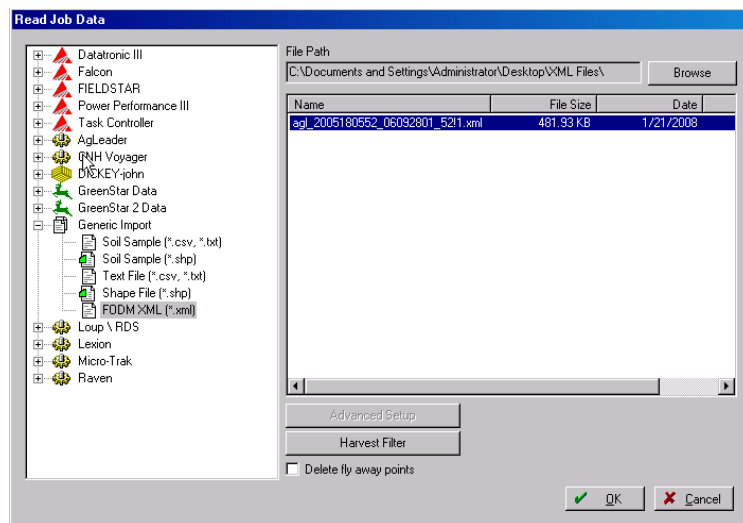 Read Job Data
Datatronic III
Falcon
FIELDSTAR
Power Performance III
Task Controller
AgLeader
CNH Voyager
DICKEY-john
GreenStar Data
GreenStar 2 Data
Generic Import
Soil Sample (*.csv, *.txt)
Soil Sample (*.shp)
Text File (*.csv, *.txt)
Shape File (*.shp)
FODM XML (*.xml)
Loup \ RDS
Lexion
Micro-Trak
Raven
File Path
C:\Documents and Settings\Administrator\Desktop\XML Files\
Browse
Name File Size Date
agl_2005180552_06092801_52!1.xml 481.93 KB 1/21/2008
Advanced Setup
Harvest Filter
Delete fly away points
OK Cancel